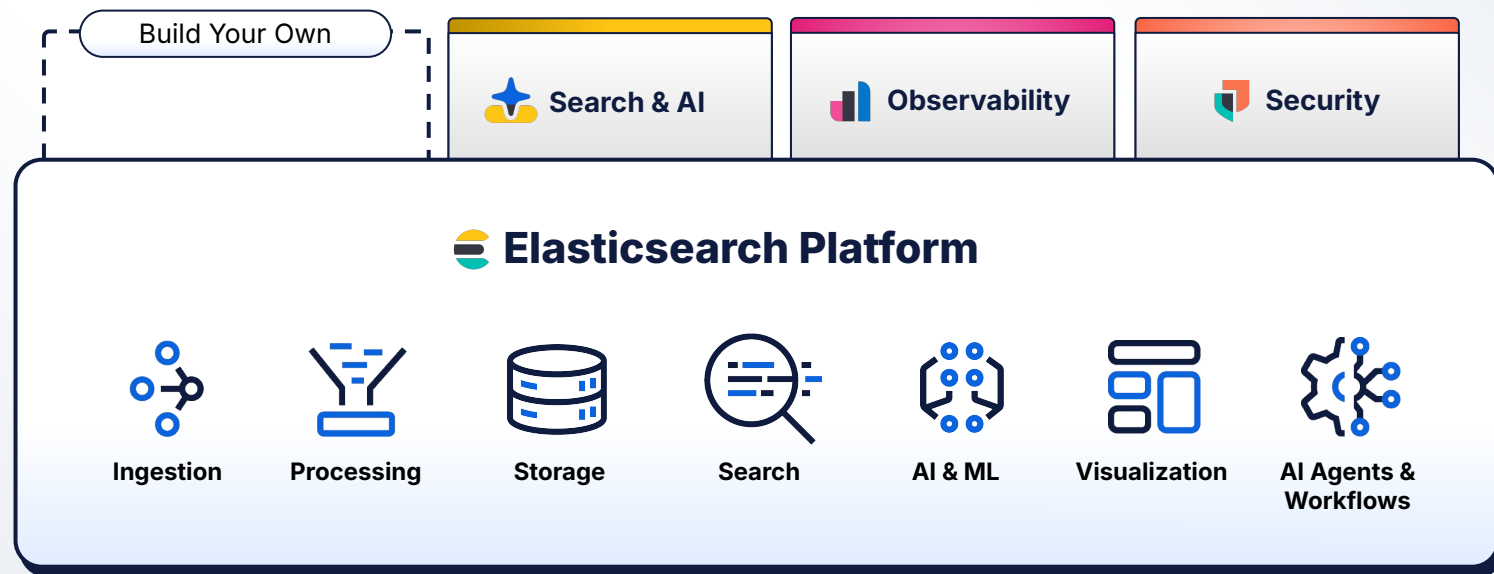 Build Your Own
Search & AI
Observability
Security
Elasticsearch Platform
Ingestion
Processing
Storage
Search
AI & ML
Visualization
AI Agents &
Workflows